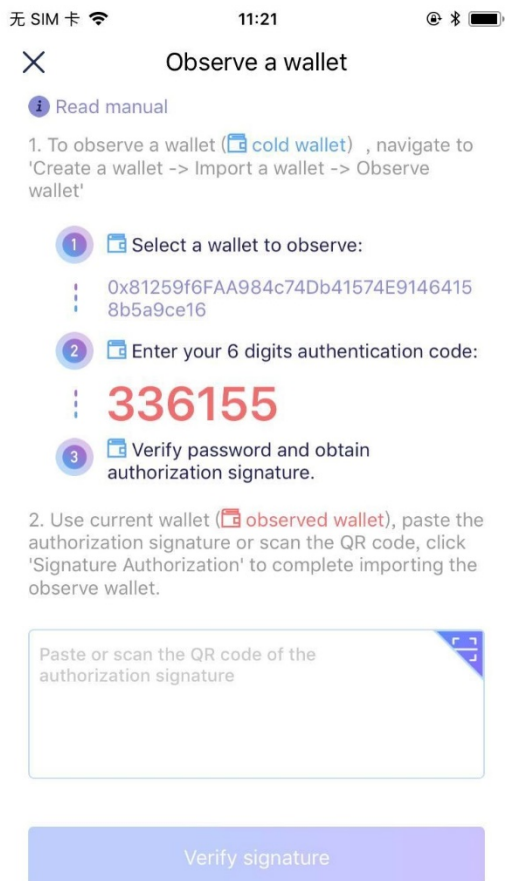 无 SIM 卡 11:21
Observe a wallet
i Read manual
1. To observe a wallet (cold wallet) , navigate to
'Create a wallet -> Import a wallet -> Observe
wallet'
1 Select a wallet to observe:
0x81259f6FAA984c74Db41574E9146415
8b5a9ce16
2 Enter your 6 digits authentication code:
336155
3 Verify password and obtain
authorization signature.
2. Use current wallet (observed wallet), paste the
authorization signature or scan the QR code, click
'Signature Authorization' to complete importing the
observe wallet.
Paste or scan the QR code of the
authorization signature
Verify signature